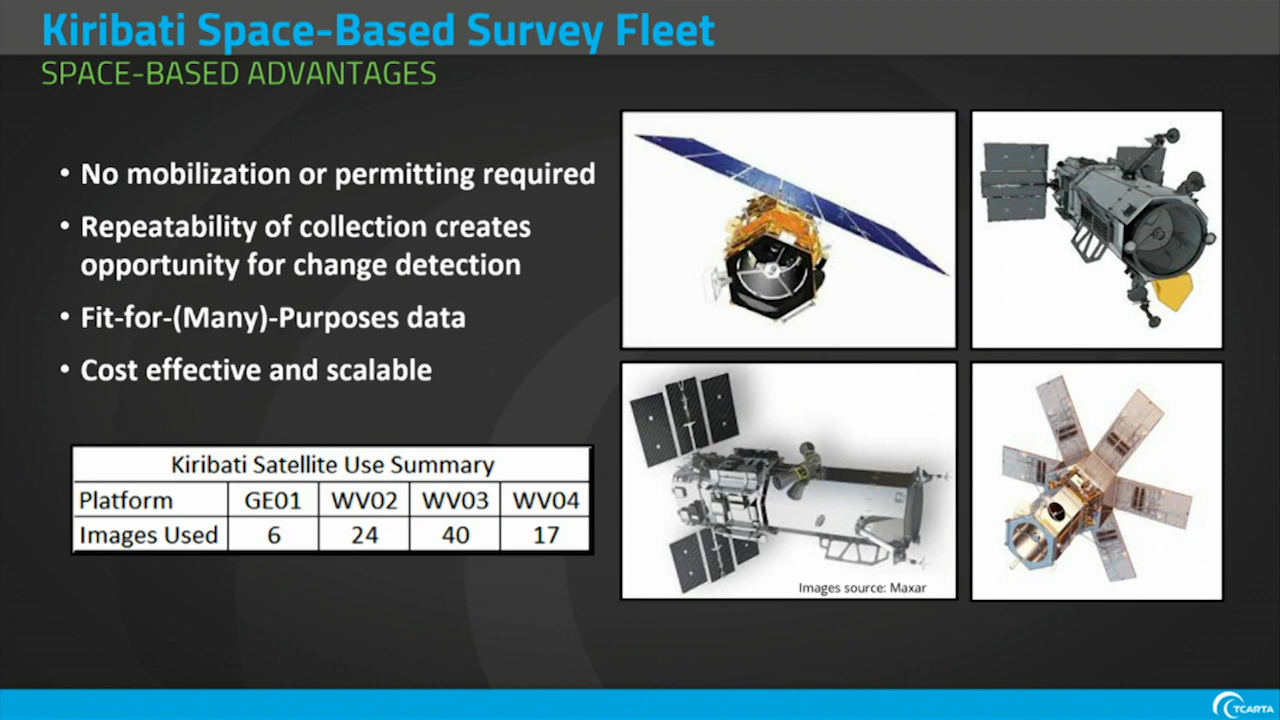 Kiribati Space-Based Survey Fleet
SPACE-BASED ADVANTAGES
• No mobilization or permitting required
• Repeatability of collection creates
opportunity for change detection
• Fit-for-(Many)-Purposes data
• Cost effective and scalable
Kiribati Satellite Use Summary
Platform GE01 WV02 WV03 WV04
Images Used 6 24 40 17
Images source: Maxar
TCARTA